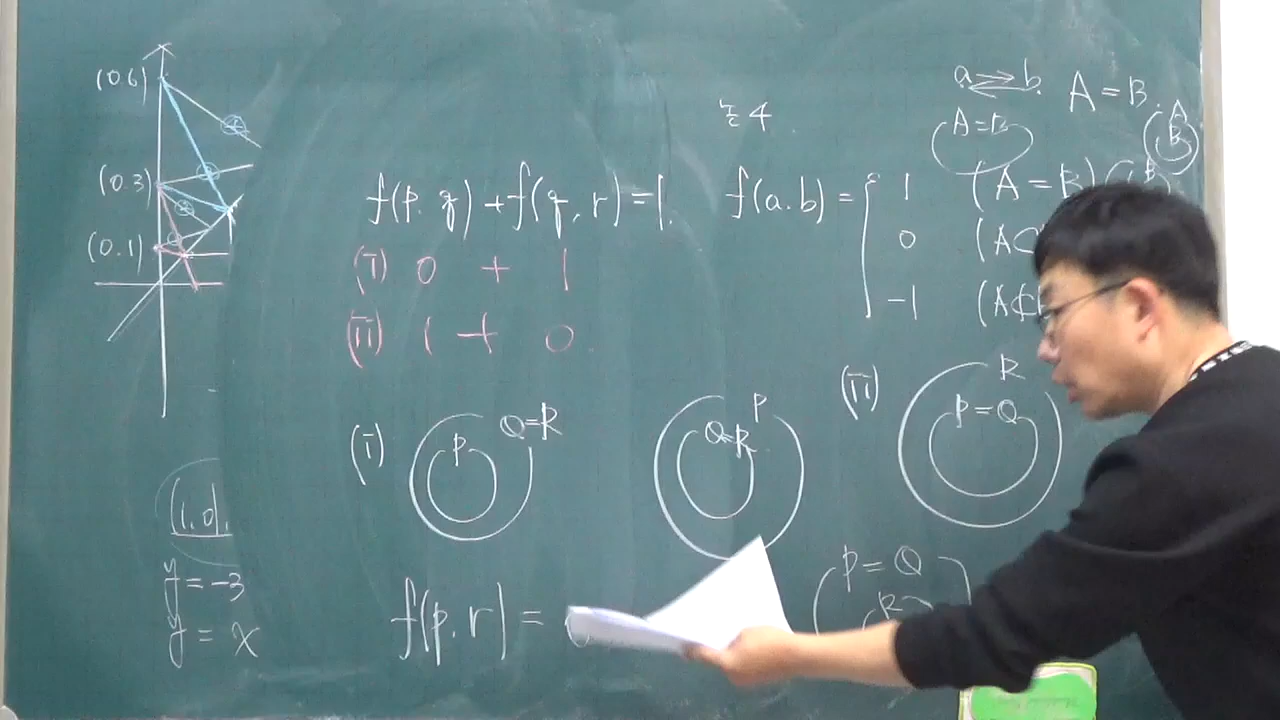 (0.6)
(0.3)
(0.1)
논4
a ⇌ b.
A=B.
A=B
A
B
f(p.q)+f(q,r)=1.
f(a.b)= 1 (A=B)
0 (A⊂
-1 (A⊄
(ⅰ) 0 + 1
(ⅱ) 1 + 0
(ⅰ) P Q=R
Q=R P
(ⅱ) P=Q R
P=Q
R
f(p.r)=
(1,0).
y=-3
y=x